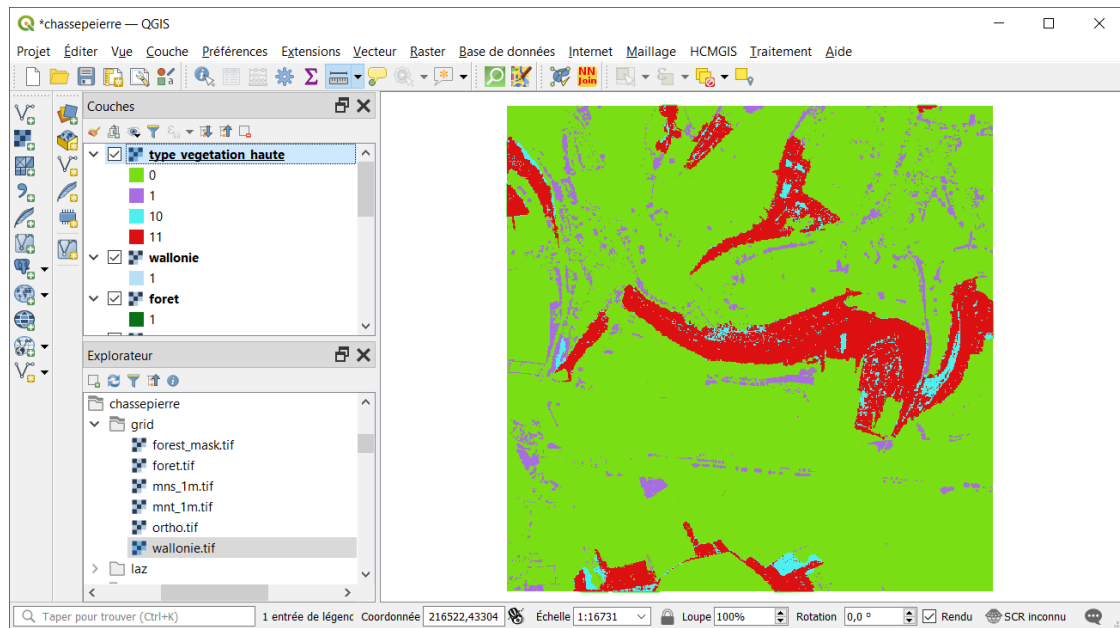 *chassepeierre — QGIS
Projet Éditer Vue Couche Préférences Extensions Vecteur Raster Base de données Internet Maillage HCMGIS Traitement Aide
NN
join
Couches
type vegetation haute
0
1
10
11
wallonie
1
foret
1
Explorateur
chassepierre
grid
forest_mask.tif
foret.tif
mns_1m.tif
mnt_1m.tif
ortho.tif
wallonie.tif
laz
Taper pour trouver (Ctrl+K) 1 entrée de légenc Coordonnée 216522,43304 Échelle 1:16731 Loupe 100% Rotation 0,0 ° Rendu SCR inconnu